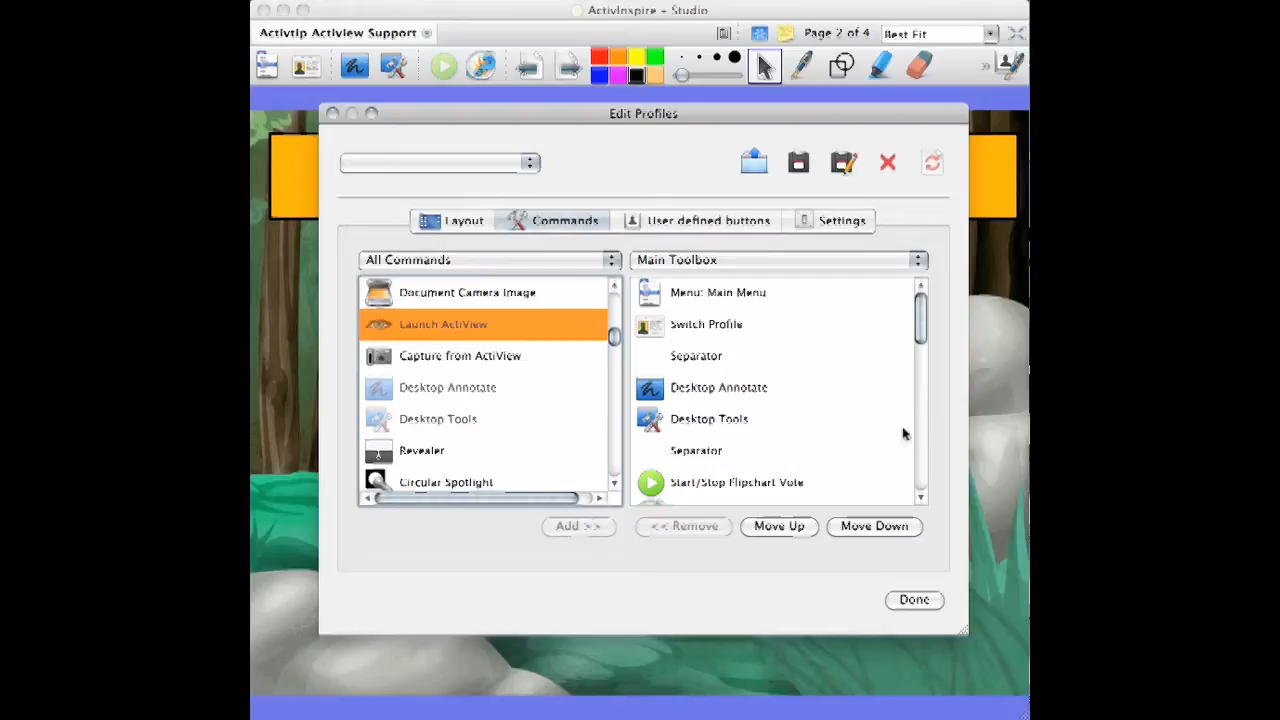 ActivInspire - Studio
Activtip Actiview Support
Page 2 of 4
Best Fit
Edit Profiles
Layout
Commands
User defined buttons
Settings
All Commands
Main Toolbox
Document Camera Image
Launch ActiView
Capture from ActiView
Desktop Annotate
Desktop Tools
Revealer
Circular Spotlight
Menu: Main Menu
Switch Profile
Separator
Desktop Annotate
Desktop Tools
Separator
Start/Stop Flipchart Vote
Add >>
<< Remove
Move Up
Move Down
Done